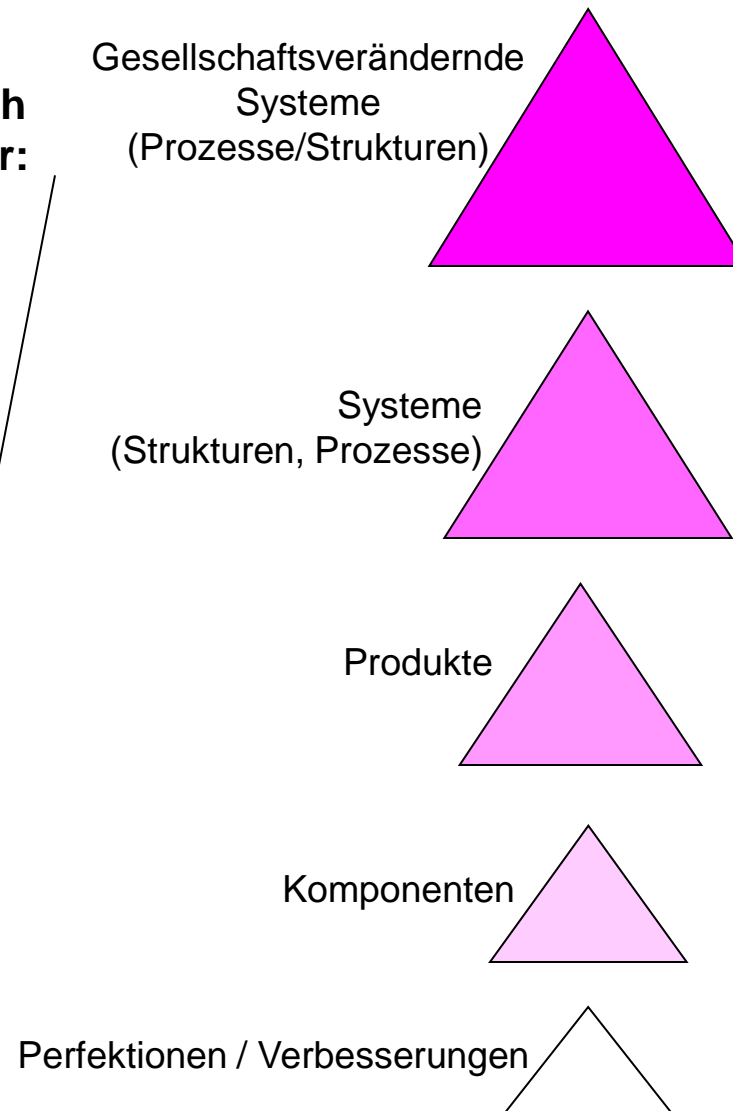 Gesellschaftsverändernde
h
Systeme
r:
(Prozesse/Strukturen)
Systeme
(Strukturen, Prozesse)
Produkte
Komponenten
Perfektionen / Verbesserungen